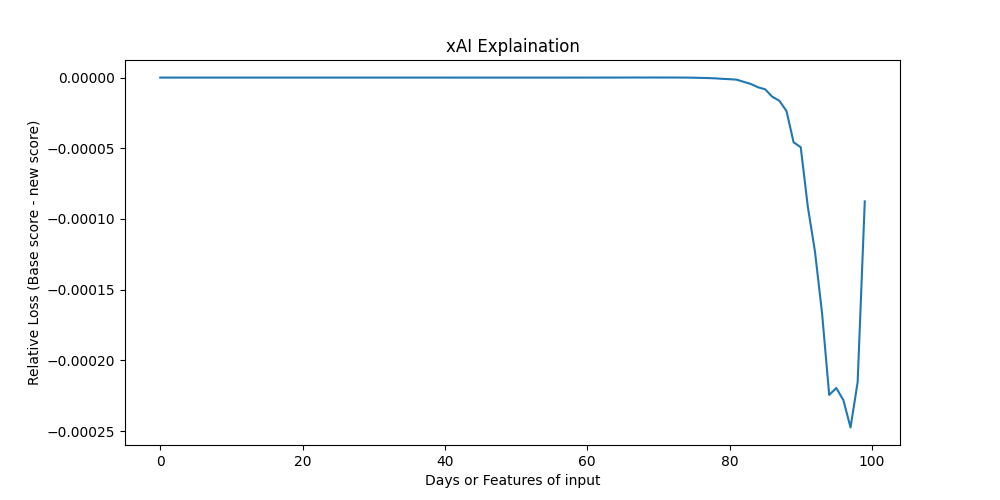 xAI Explaination
0.00000
−0.00005
−0.00010
−0.00015
−0.00020
−0.00025
Relative Loss (Base score - new score)
0 20 40 60 80 100
Days or Features of input